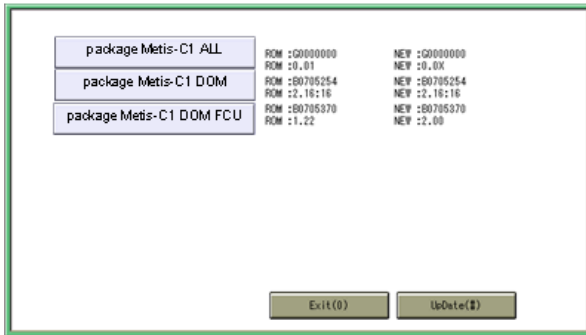 package Metis-C1 ALL ROM :G0000000 NEW :G0000000
ROM :0.01 NEW :0.0X
package Metis-C1 DOM ROM :B0705254 NEW :B0705254
ROM :2.16:16 NEW :2.16:16
package Metis-C1 DOM FCU ROM :B0705370 NEW :B0705370
ROM :1.22 NEW :2.00
Exit(0) UpDate(#)